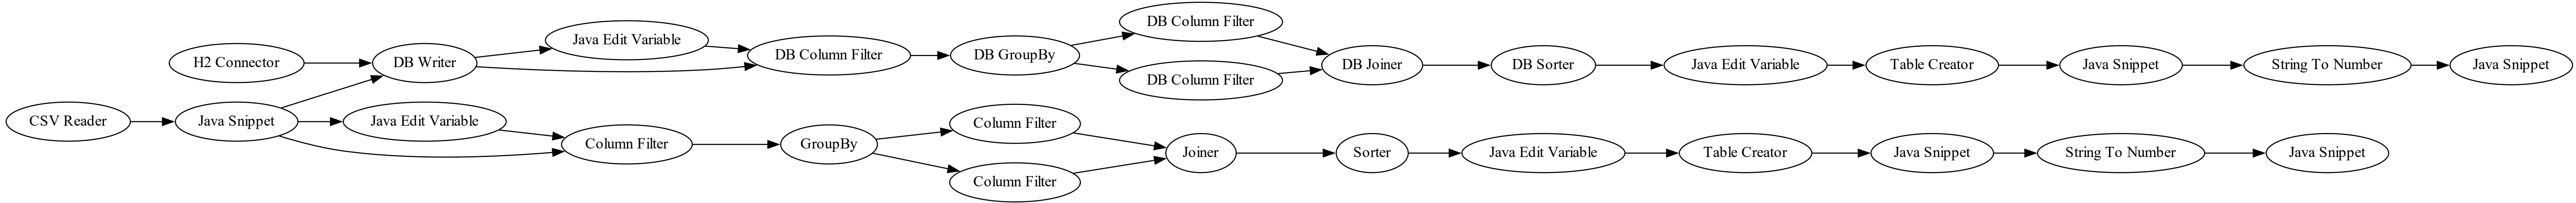 DB Column Filter
Java Edit Variable
DB Column Filter
DB GroupBy
H2 Connector
DB Writer
DB Column Filter
DB Joiner
DB Sorter
Java Edit Variable
Table Creator
Java Snippet
String To Number
Java Snippet
CSV Reader
Java Snippet
Java Edit Variable
Column Filter
Column Filter
GroupBy
Column Filter
Joiner
Sorter
Java Edit Variable
Table Creator
Java Snippet
String To Number
Java Snippet